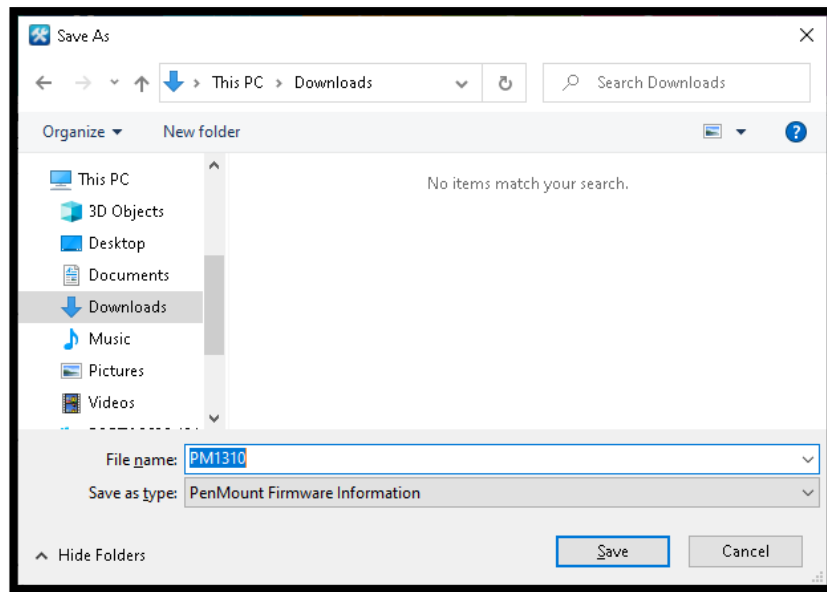 Save As
This PC > Downloads
Search Downloads
Organize
New folder
?
This PC
No items match your search.
3D Objects
Desktop
Documents
Downloads
Music
Pictures
Videos
File name: PM1310
Save as type: PenMount Firmware Information
Hide Folders
Save
Cancel